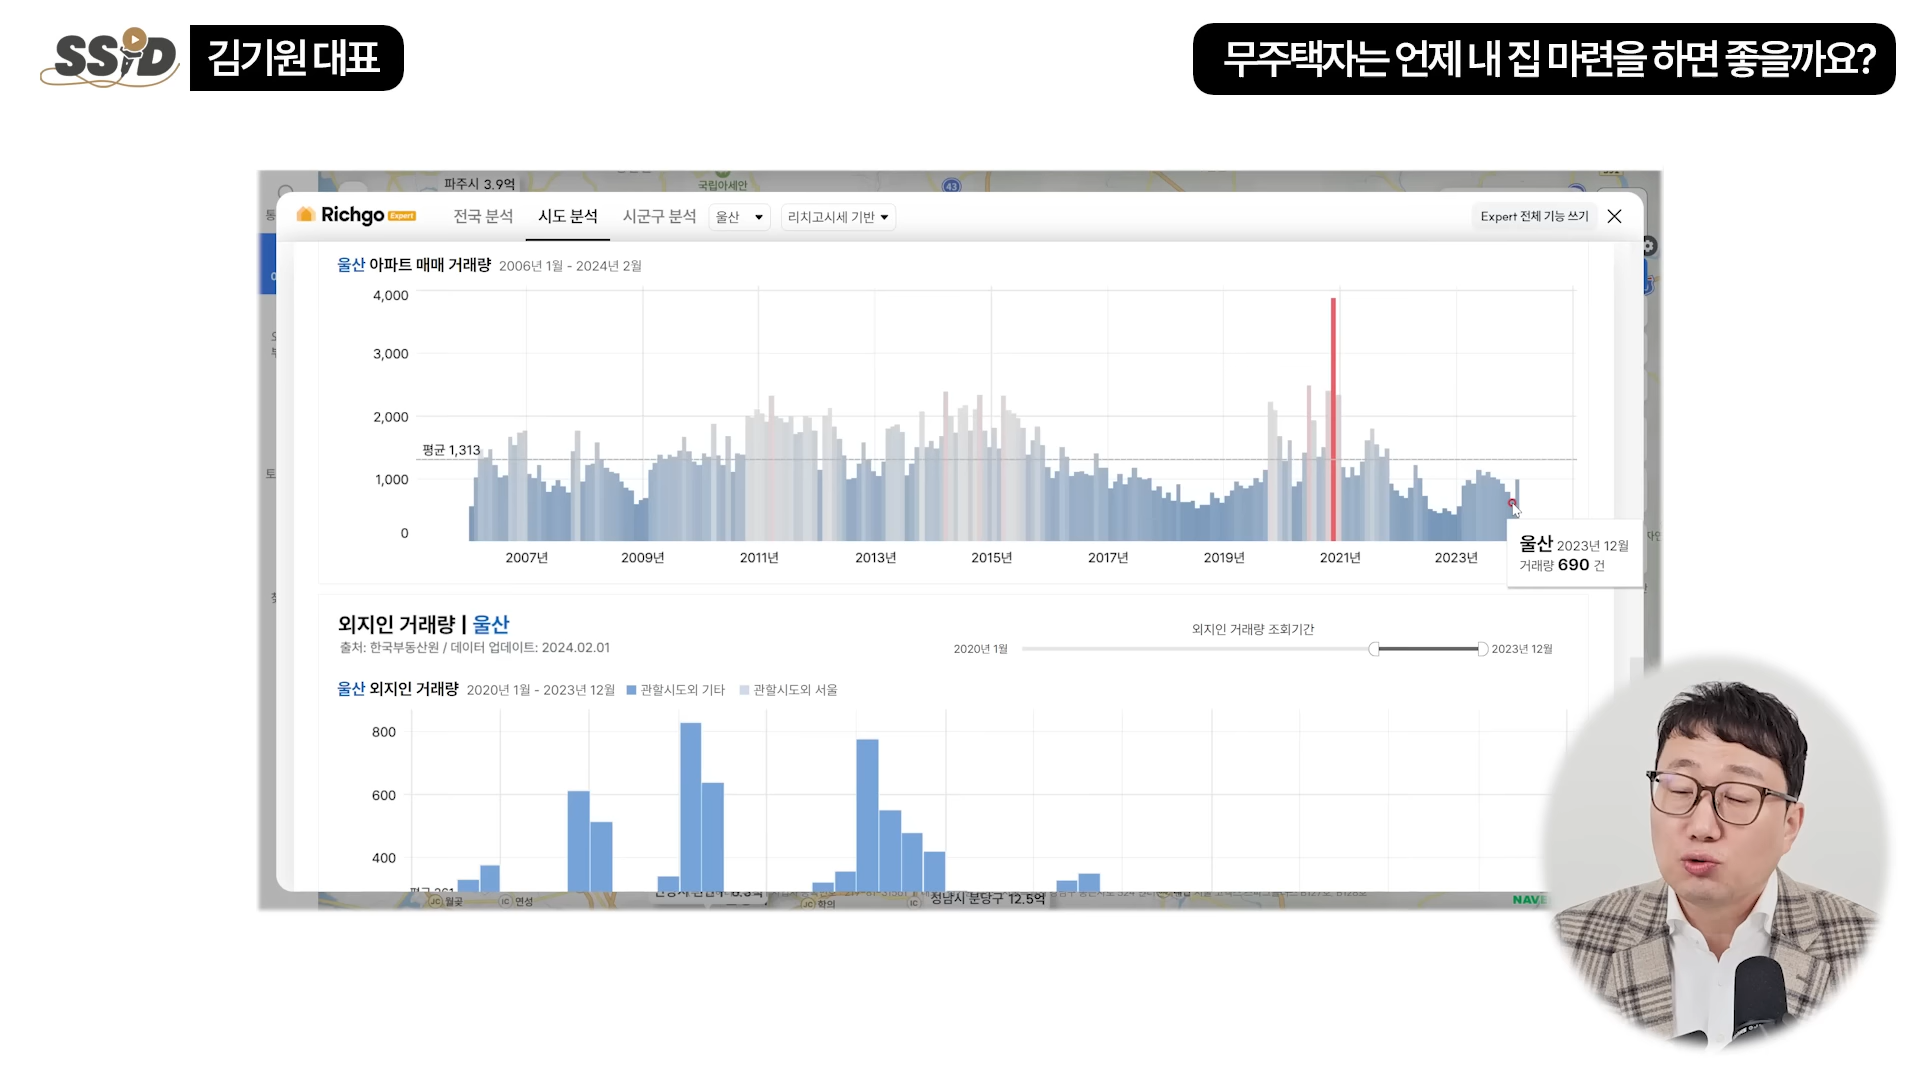 SSiD
김기원 대표
무주택자는 언제 내 집 마련을 하면 좋을까요?
파주시 3.9억
국립아세안
43
Richgo Expert
전국 분석
시도 분석
시군구 분석
울산
리치고시세 기반
Expert 전체 기능 쓰기
울산 아파트 매매 거래량 2006년 1월 - 2024년 2월
4,000
3,000
2,000
평균 1,313
1,000
0
2007년 2009년 2011년 2013년 2015년 2017년 2019년 2021년 2023년
울산 2023년 12월
거래량 690 건
외지인 거래량 | 울산
출처: 한국부동산원 / 데이터 업데이트: 2024.02.01
외지인 거래량 조회기간
2020년 1월
2023년 12월
울산 외지인 거래량 2020년 1월 - 2023년 12월
관할시도외 기타
관할시도외 서울
800
600
400
JC 월곶
IC 연성
JC 학의
IC
성남시 분당구 12.5억
NAVE